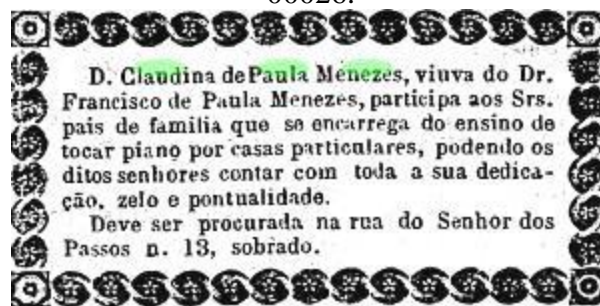 00028.
D. Claudina de Paula Menezes, viuva do Dr.
Francisco de Paula Menezes, participa aos Srs.
pais de familia que se encarrega do ensino de
tocar piano por casas particulares, podendo os
ditos senhores contar com toda a sua dedica-
ção, zelo e pontualidade.
Deve ser procurada na rua do Senhor dos
Passos n. 13, sobrado.